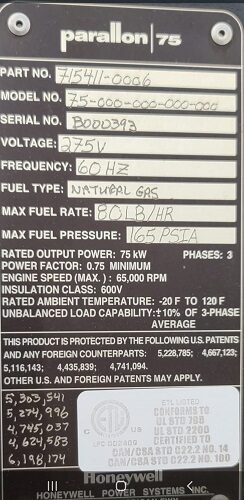 parallon 75
PART NO. 715411-0006
MODEL NO. 75-000-000-000-000
SERIAL NO. B000393
VOLTAGE: 275V
FREQUENCY: 60 HZ
FUEL TYPE: NATURAL GAS
MAX FUEL RATE: 80LB/HR
MAX FUEL PRESSURE: 165 PSIA
RATED OUTPUT POWER: 75 kW PHASES: 3
POWER FACTOR: 0.75 MINIMUM
ENGINE SPEED (MAX.) : 65,000 RPM
INSULATION CLASS: 600V
RATED AMBIENT TEMPERATURE: -20 F TO 120 F
UNBALANCED LOAD CAPABILITY:±10% OF 3-PHASE
AVERAGE
THIS PRODUCT IS PROTECTED BY THE FOLLOWING U.S. PATENTS
AND ANY FOREIGN COUNTERPARTS: 5,228,785; 4,667,123;
5,116,143; 4,435,839; 4,741,094.
OTHER U.S. AND FOREIGN PATENTS MAY APPLY.
5,363,541
5,274,996
4,745,037
4,624,583
6,198,174
C US
ETL LISTED
CONFORMS TO
UL STD
UL STD 2200
CERTIFIED TO
CAN/CSA STD C22.2 NO. 14
CAN/CSA STD C22.2 NO. 100
Honeywell
HONEYWELL POWER SYSTEMS INC.